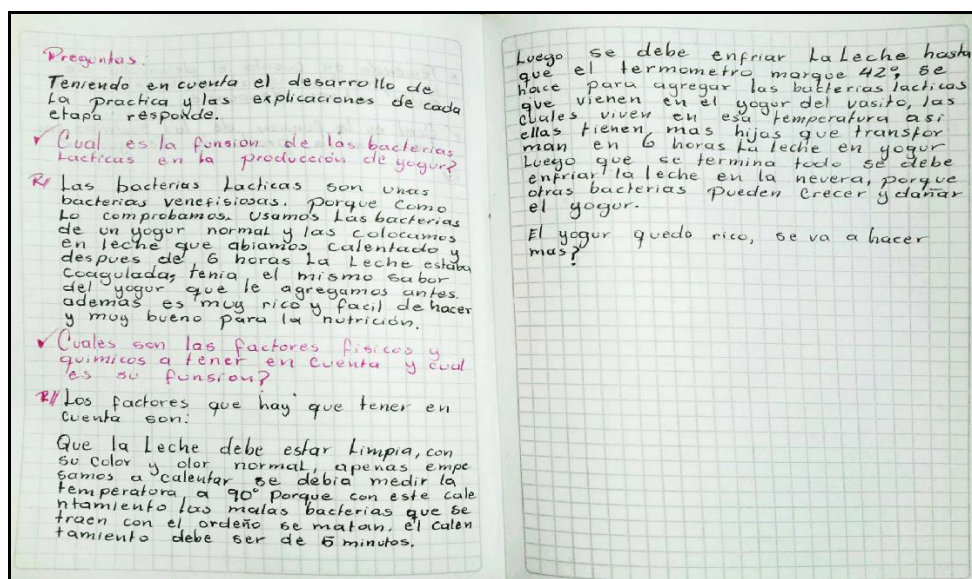 Preguntas.
Teniendo en cuenta el desarrollo de
La practica y las explicaciones de cada
etapa responde.
✓ Cual es la funsion de las bacterias
Lacticas en la producción de yogur?
R// Las bacterias Lacticas son unas
bacterias venefisiosas. porque como
Lo comprobamos. Usamos Las bacterias
de un yogur normal y las colocamos
en leche que abiamos calentado y
despues de 6 horas La Leche estaba
coagulada, tenia el mismo sabor
del yogur que le agregamos antes.
además es muy rico y facil de hacer
y muy bueno para la nutrición.
✓ Cuales son las factores fisicos y
quimicos a tener en cuenta y cual
es su funsion?
R// Los factores que hay que tener en
cuenta son:
Que la Leche debe estar Limpia, con
su color y olor normal, apenas empe
samos a calentar se debia medir la
temperatura a 90° porque con este cale
ntamiento las malas bacterias que se
traen con el ordeño se matan. el calen
tamiento debe ser de 5 minutos.
Luego se debe enfriar La Leche hasta
que el termometro marque 42°, se
hace para agregar las bacterias lacticas
que vienen en el yogur del vasito, las
cuales viven en esa temperatura asi
ellas tienen mas hijas que transfor
man en 6 horas La leche en yogur
Luego que se termina todo se debe
enfriar la leche en la nevera, porque
otras bacterias pueden crecer y dañar
el yogur.
El yogur quedo rico, se va a hacer
mas?